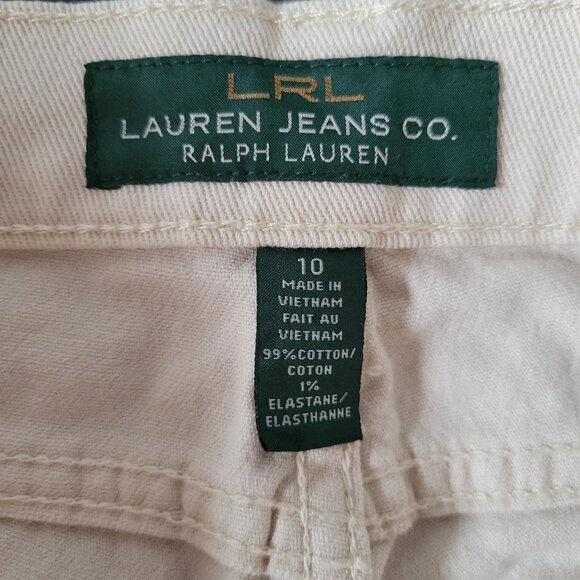 LRL
LAUREN JEANS CO.
RALPH LAUREN
10
MADE IN
VIETNAM
FAIT AU
VIETNAM
99%COTTON/
COTON
1%
ELASTANE/
ELASTHANNE